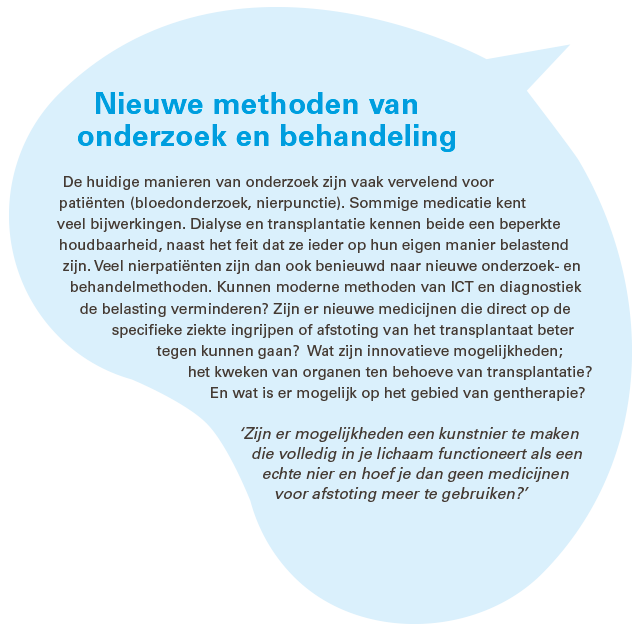 Nieuwe methoden van
onderzoek en behandeling
De huidige manieren van onderzoek zijn vaak vervelend voor
patiënten (bloedonderzoek, nierpunctie). Sommige medicatie kent
veel bijwerkingen. Dialyse en transplantatie kennen beide een beperkte
houdbaarheid, naast het feit dat ze ieder op hun eigen manier belastend
zijn. Veel nierpatiënten zijn dan ook benieuwd naar nieuwe onderzoek- en
behandelmethoden. Kunnen moderne methoden van ICT en diagnostiek
de belasting verminderen? Zijn er nieuwe medicijnen die direct op de
specifieke ziekte ingrijpen of afstoting van het transplantaat beter
tegen kunnen gaan? Wat zijn innovatieve mogelijkheden;
het kweken van organen ten behoeve van transplantatie?
En wat is er mogelijk op het gebied van gentherapie?
‘Zijn er mogelijkheden een kunstnier te maken
die volledig in je lichaam functioneert als een
echte nier en hoef je dan geen medicijnen
voor afstoting meer te gebruiken?’